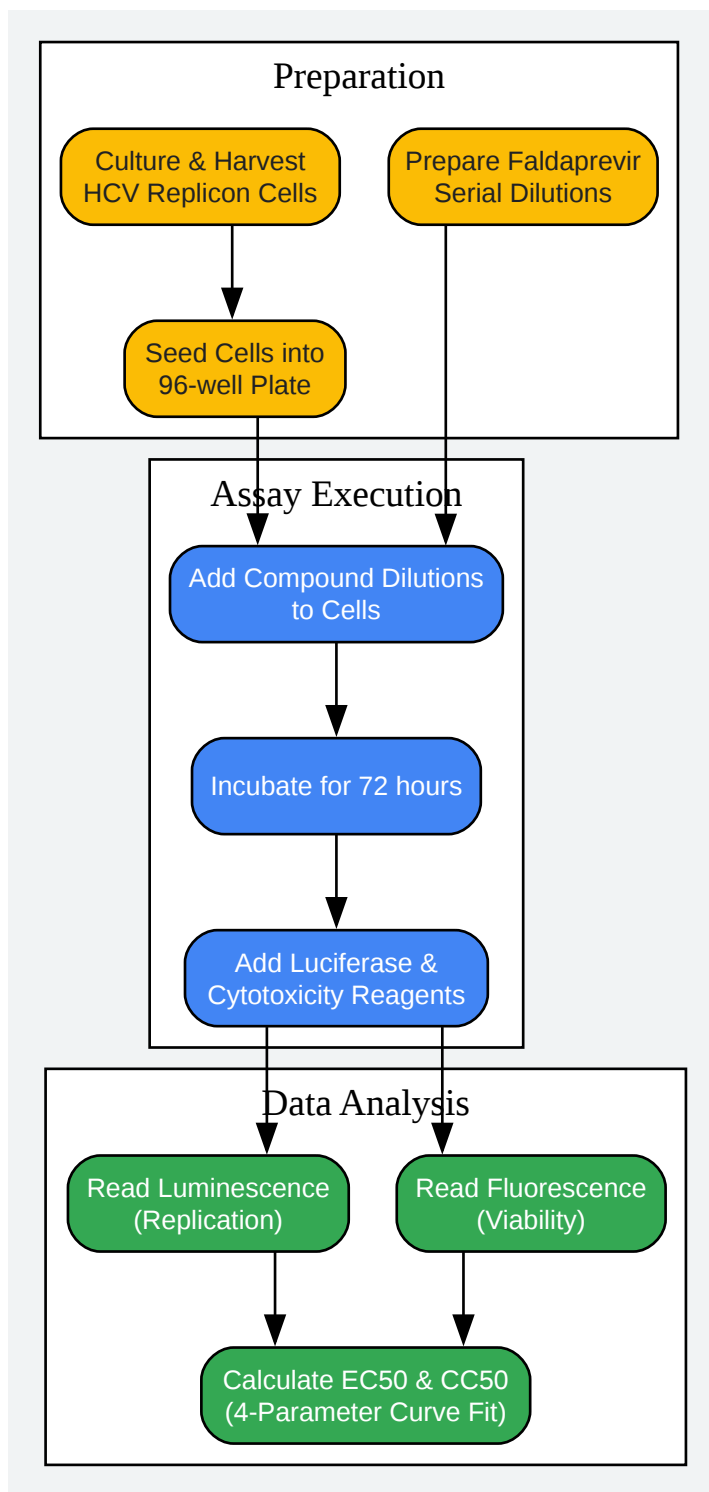 Preparation
Culture & Harvest
HCV Replicon Cells
Prepare Faldaprevir
Serial Dilutions
Seed Cells into
96-well Plate
Assay Execution
Add Compound Dilutions
to Cells
Incubate for 72 hours
Add Luciferase &
Cytotoxicity Reagents
Data Analysis
Read Luminescence
(Replication)
Read Fluorescence
(Viability)
Calculate EC50 & CC50
(4-Parameter Curve Fit)